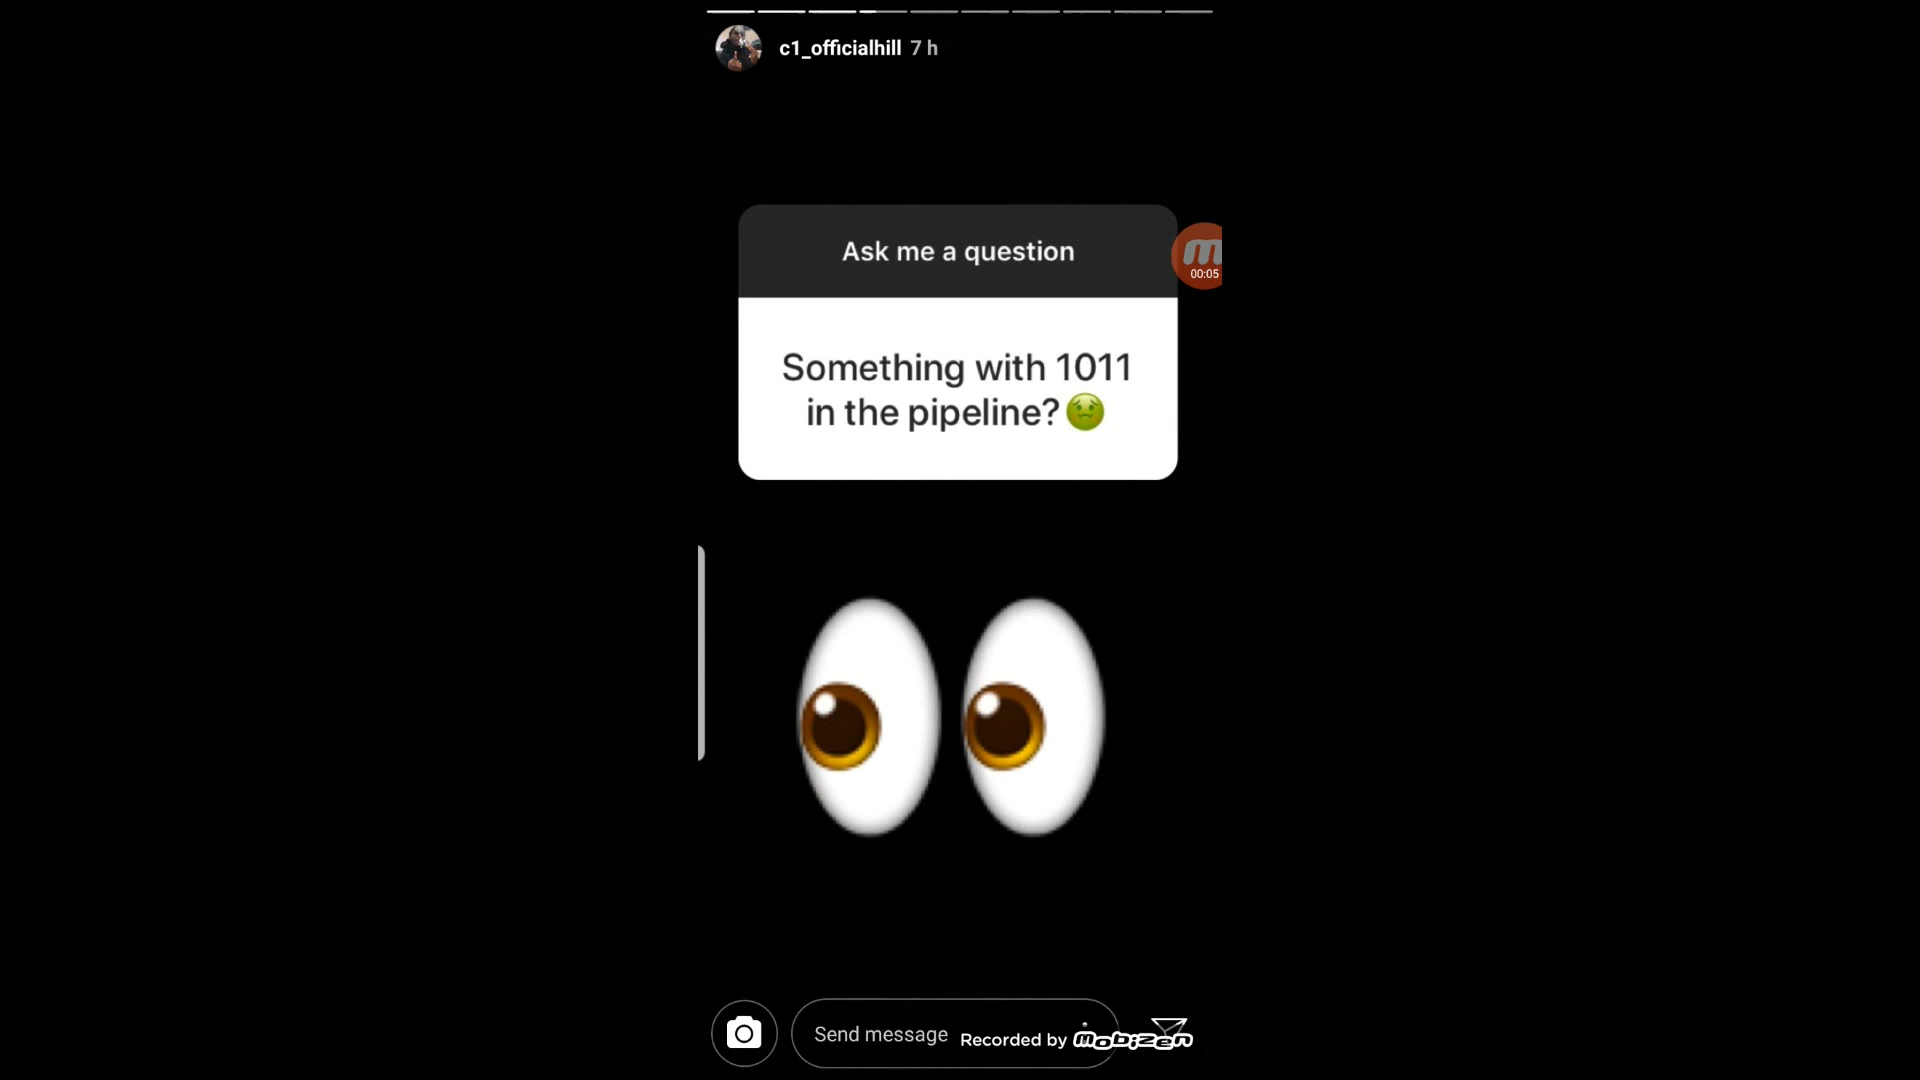 c1_officialhill 7 h
Ask me a question
00:05
Something with 1011
in the pipeline?🤢
Send message
Recorded by mobizen